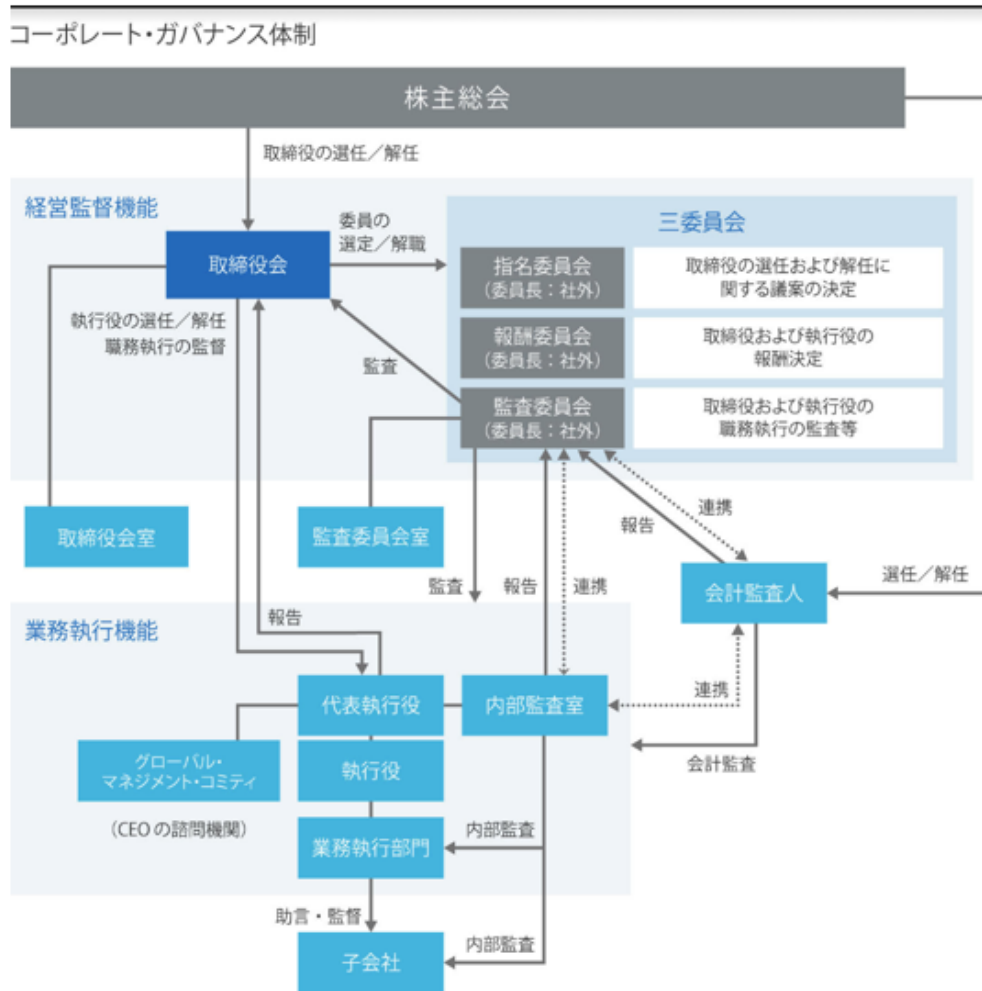 コーポレート・ガバナンス体制
株主総会
取締役の選任／解任
経営監督機能
取締役会
委員の
選定／解職
三委員会
指名委員会
（委員長：社外）
取締役の選任および解任に
関する議案の決定
報酬委員会
（委員長：社外）
取締役および執行役の
報酬決定
監査委員会
（委員長：社外）
取締役および執行役の
職務執行の監査等
執行役の選任／解任
職務執行の監督
監査
取締役会室
監査委員会室
連携
報告
会計監査人
選任／解任
監査
報告
連携
業務執行機能
報告
代表執行役
内部監査室
連携
会計監査
グローバル・
マネジメント・コミティ
（CEOの諮問機関）
執行役
業務執行部門
内部監査
助言・監督
子会社
内部監査